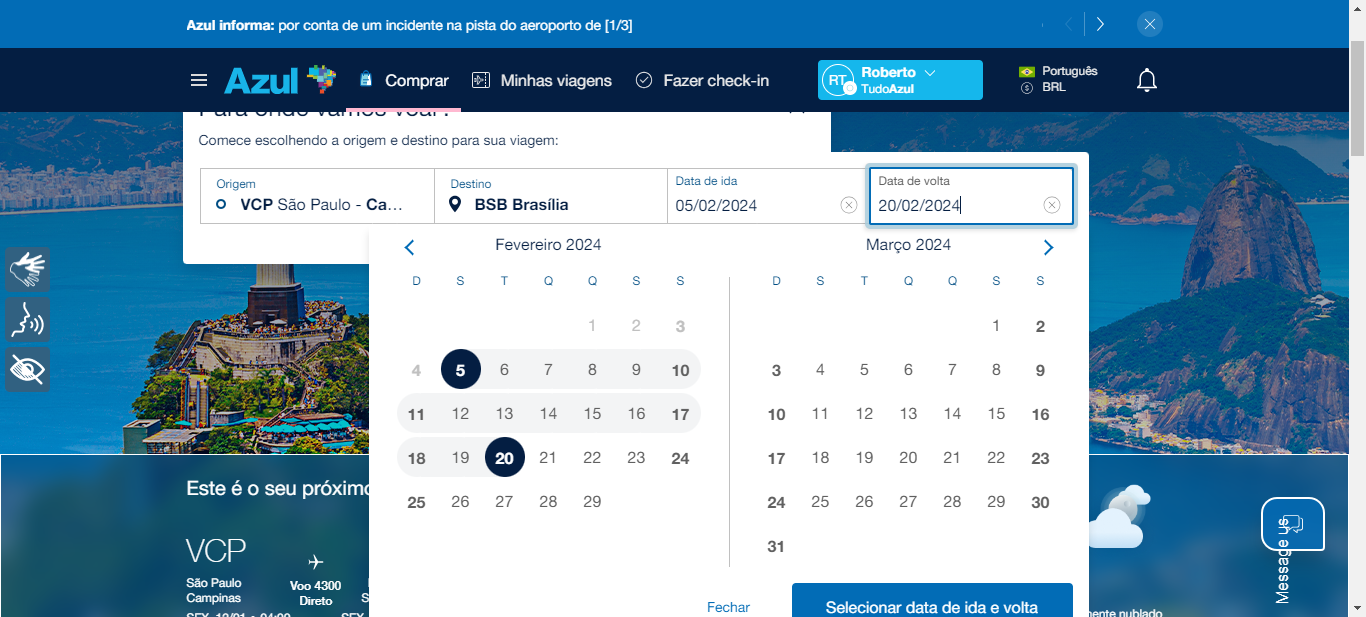 Azul informa: por conta de um incidente na pista do aeroporto de [1/3]
Azul
Comprar
Minhas viagens
Fazer check-in
RT
Roberto
TudoAzul
Português
BRL
Para onde vamos voar?
Comece escolhendo a origem e destino para sua viagem:
Origem
VCP São Paulo - Ca...
Destino
BSB Brasília
Data de ida
05/02/2024
Data de volta
20/02/2024
Fevereiro 2024
D S T Q Q S S
1 2 3
4 5 6 7 8 9 10
11 12 13 14 15 16 17
18 19 20 21 22 23 24
25 26 27 28 29
Março 2024
D S T Q Q S S
1 2
3 4 5 6 7 8 9
10 11 12 13 14 15 16
17 18 19 20 21 22 23
24 25 26 27 28 29 30
31
Fechar
Selecionar data de ida e volta
Este é o seu próximo
VCP
São Paulo
Campinas
Voo 4300
Direto
nublado
Message us